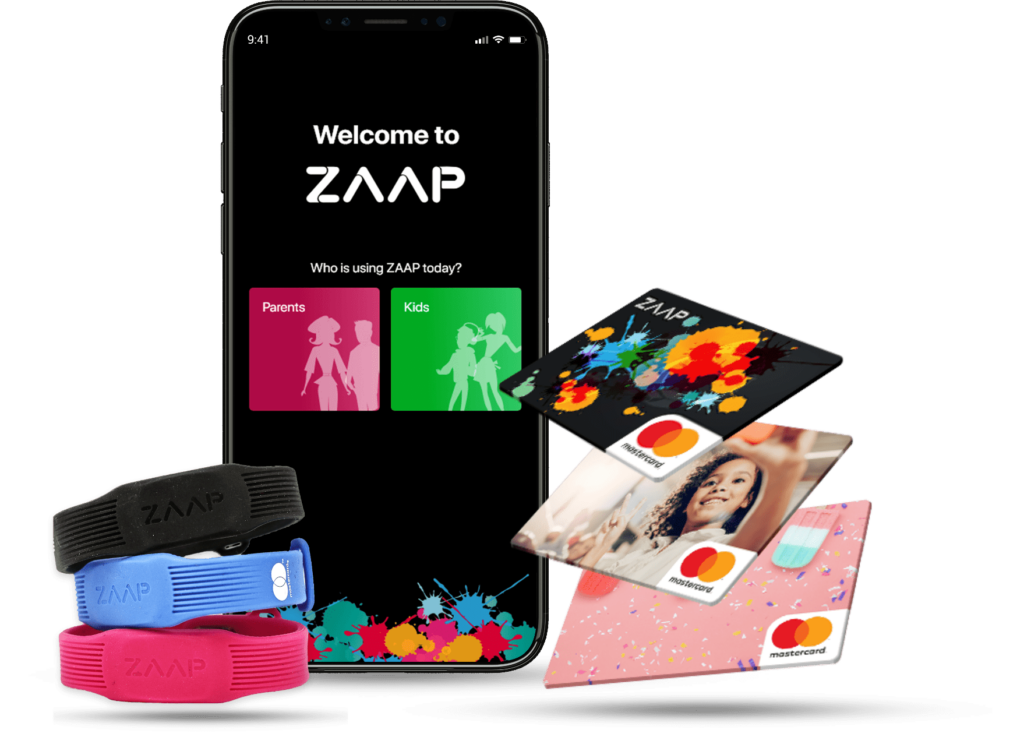 9:41
Welcome to
ZAAP
Who is using ZAAP today?
Parents
Kids
ZAAP
mastercard
mastercard
mastercard
ZAAP
ZAAP
ZAAP